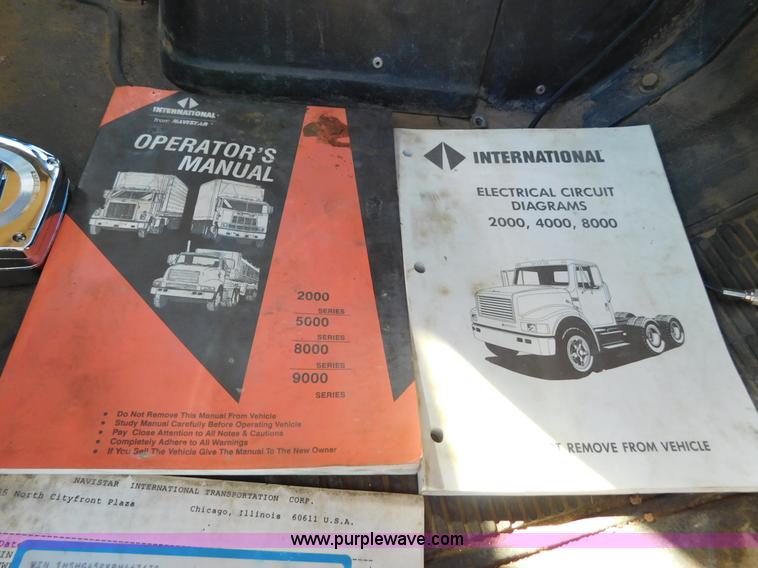 INTERNATIONAL
from NAVISTAR
OPERATOR'S
MANUAL
2000
SERIES
5000
SERIES
8000
SERIES
9000
SERIES
• Do Not Remove This Manual From Vehicle
• Study Manual Carefully Before Operating Vehicle
• Pay Close Attention to All Notes & Cautions
• Completely Adhere to All Warnings
• If You Sell The Vehicle Give The Manual To The New Owner
INTERNATIONAL
ELECTRICAL CIRCUIT
DIAGRAMS
2000, 4000, 8000
REMOVE FROM VEHICLE
NAVISTAR INTERNATIONAL TRANSPORTATION CORP.
North Cityfront Plaza
Chicago, Illinois 60611 U.S.A.
www.purplewave.com
VIN